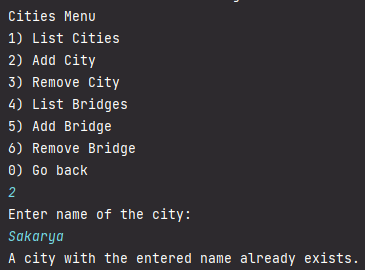 Cities Menu
1) List Cities
2) Add City
3) Remove City
4) List Bridges
5) Add Bridge
6) Remove Bridge
0) Go back
2
Enter name of the city:
Sakarya
A city with the entered name already exists.